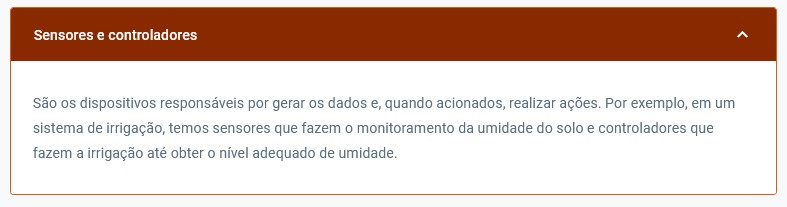 Sensores e controladores
São os dispositivos responsáveis por gerar os dados e, quando acionados, realizar ações. Por exemplo, em um
sistema de irrigação, temos sensores que fazem o monitoramento da umidade do solo e controladores que
fazem a irrigação até obter o nível adequado de umidade.